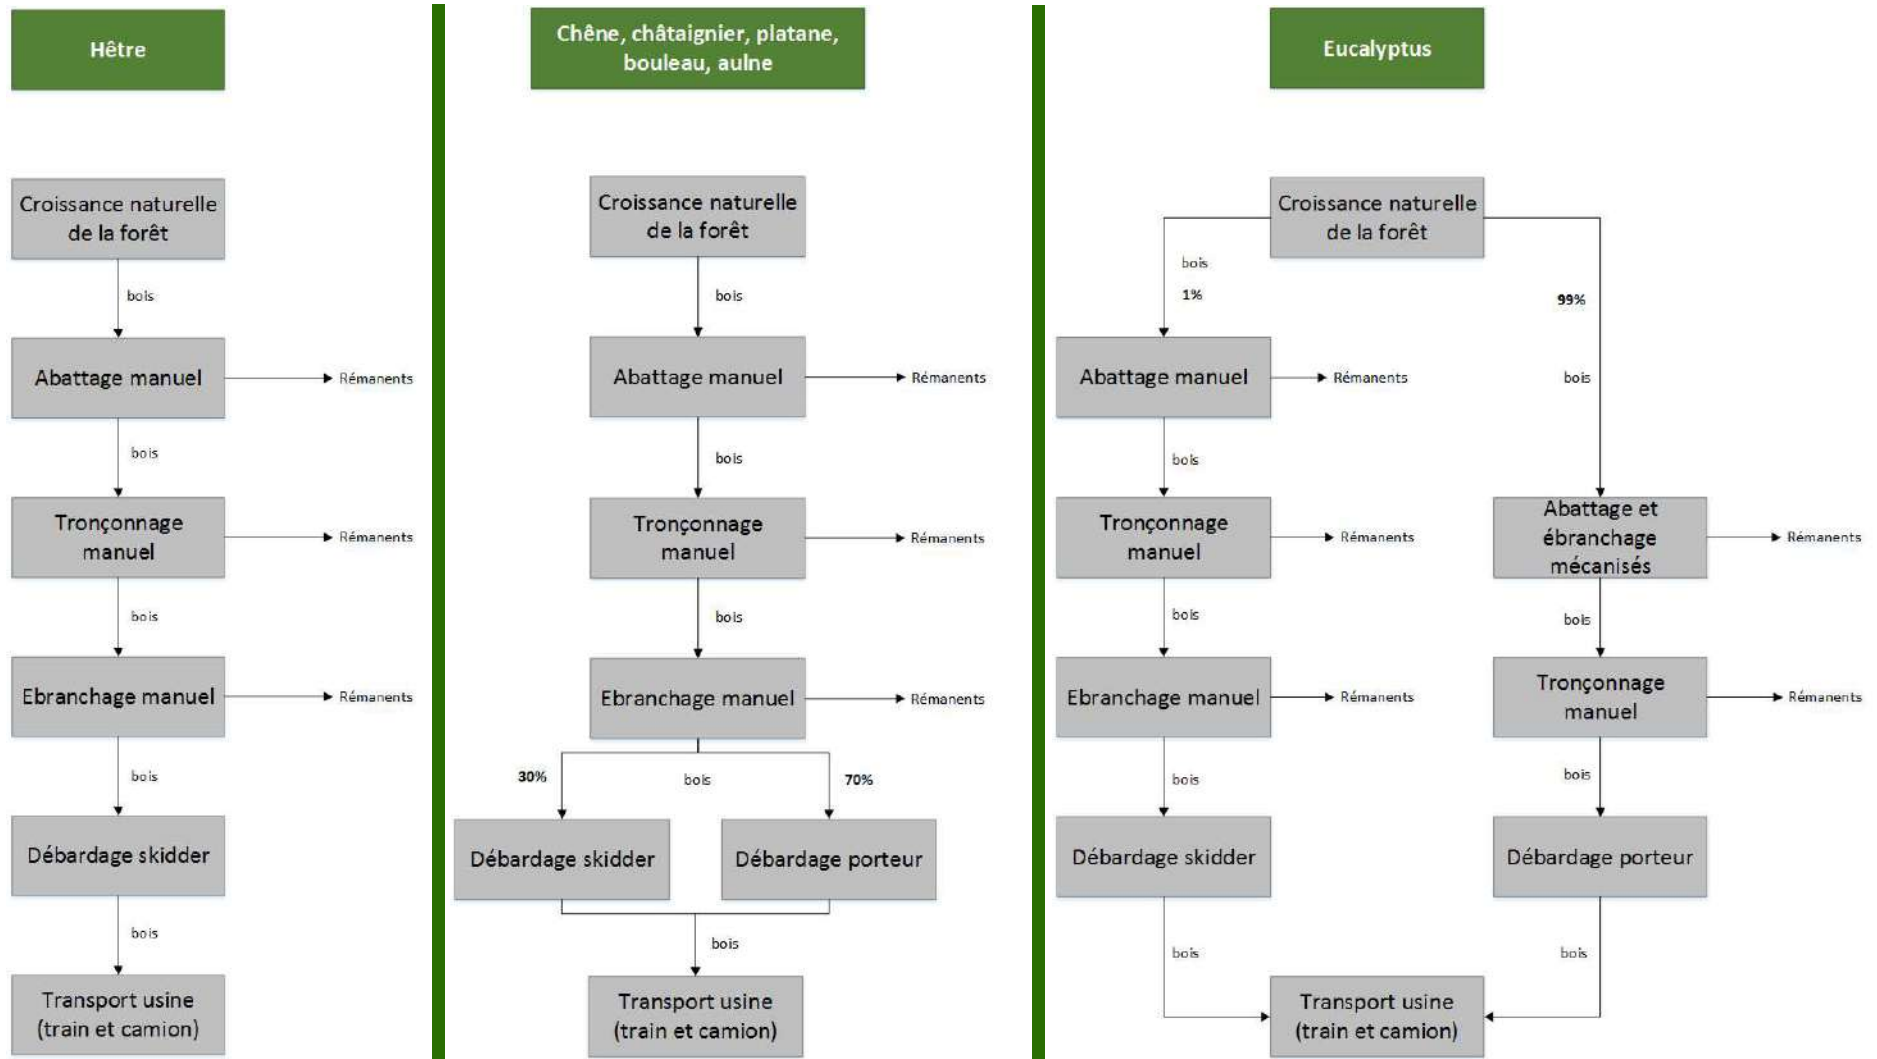 Hêtre
Croissance naturelle
de la forêt
bois
Abattage manuel
Rémanents
bois
Tronçonnage
manuel
Rémanents
bois
Ebranchage manuel
Rémanents
bois
Débardage skidder
bois
Transport usine
(train et camion)
Chêne, châtaignier, platane,
bouleau, aulne
Croissance naturelle
de la forêt
bois
Abattage manuel
Rémanents
bois
Tronçonnage
manuel
Rémanents
bois
Ebranchage manuel
Rémanents
30%
bois
70%
Débardage skidder
Débardage porteur
bois
Transport usine
(train et camion)
Eucalyptus
Croissance naturelle
de la forêt
bois
1%
99%
Abattage manuel
Rémanents
bois
bois
Tronçonnage
manuel
Rémanents
Abattage et
ébranchage
mécanisés
Rémanents
bois
bois
Ebranchage manuel
Rémanents
Tronçonnage
manuel
Rémanents
bois
bois
Débardage skidder
Débardage porteur
bois
bois
Transport usine
(train et camion)